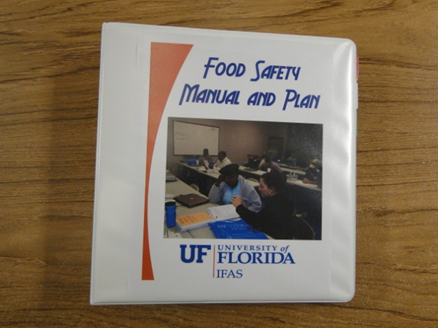 Food Safety
Manual and Plan
UF UNIVERSITY of
FLORIDA
IFAS